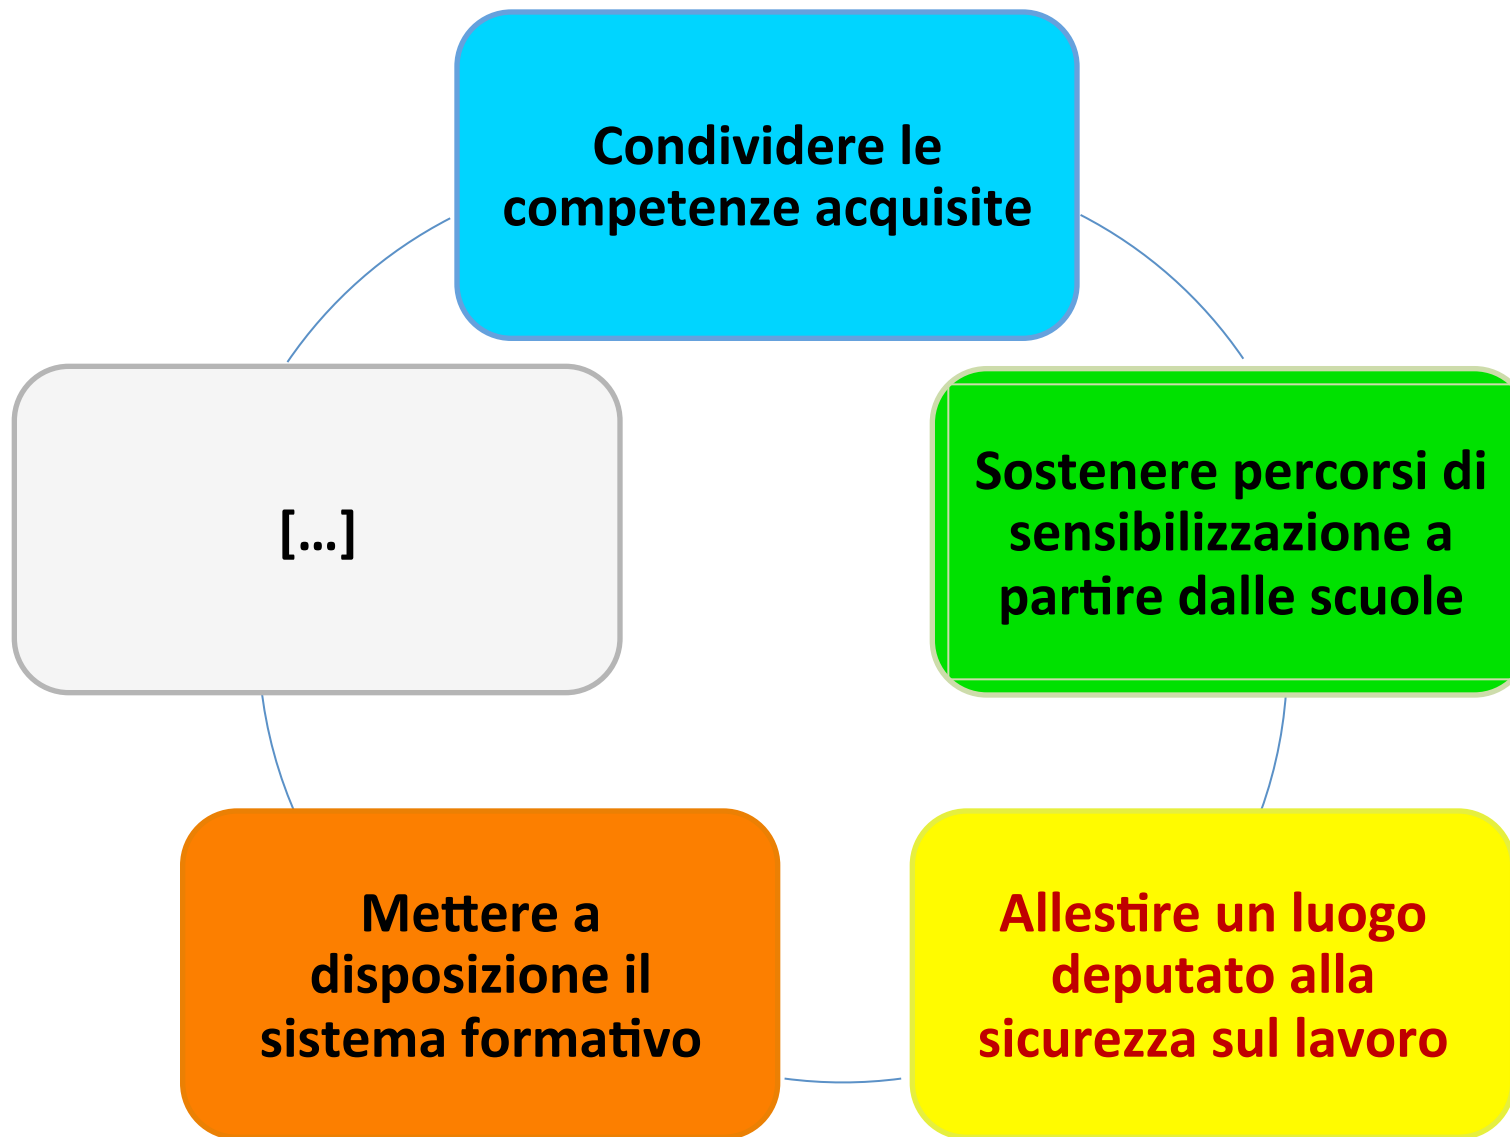 Condividere le
competenze acquisite
Sostenere percorsi di
sensibilizzazione a
partire dalle scuole
Allestire un luogo
deputato alla
sicurezza sul lavoro
Mettere a
disposizione il
sistema formativo
[...]